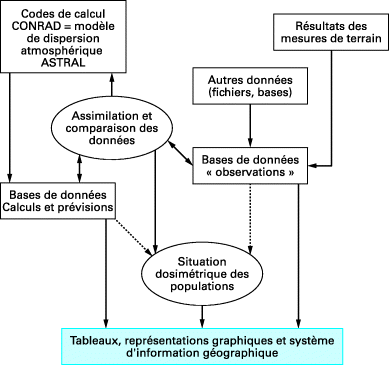 Codes de calcul
CONRAD = modèle
de dispersion
atmosphérique
ASTRAL
Résultats des
mesures de terrain
Autres données
(fichiers, bases)
Assimilation et
comparaison des
données
Bases de données
« observations »
Bases de données
Calculs et prévisions
Situation
dosimétrique des
populations
Tableaux, représentations graphiques et système
d'information géographique